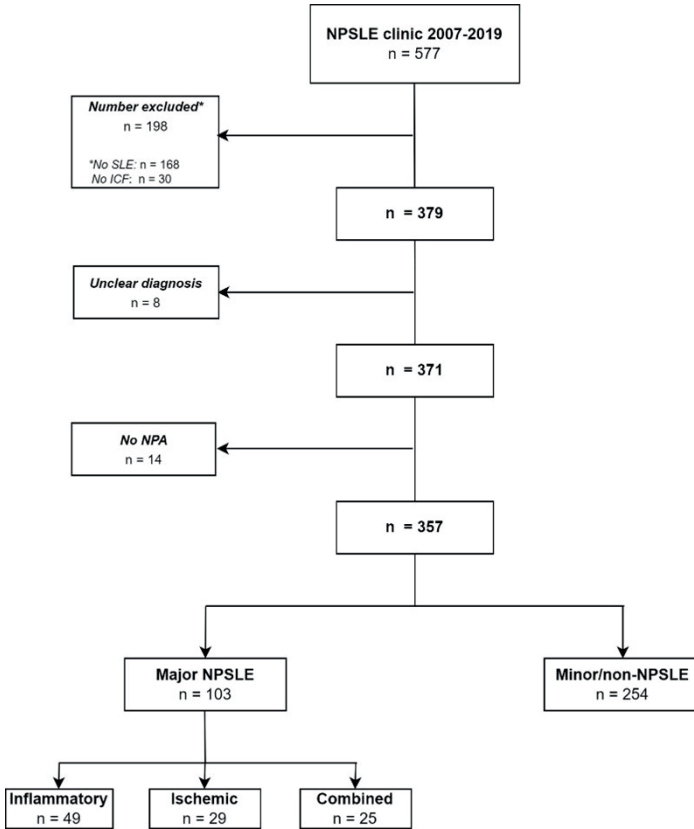 NPSLE clinic 2007-2019
n = 577
Number excluded*
n = 198
*No SLE: n = 168
No ICF: n = 30
n = 379
Unclear diagnosis
n = 8
n = 371
No NPA
n = 14
n = 357
Major NPSLE
n = 103
Minor/non-NPSLE
n = 254
Inflammatory
n = 49
Ischemic
n = 29
Combined
n = 25